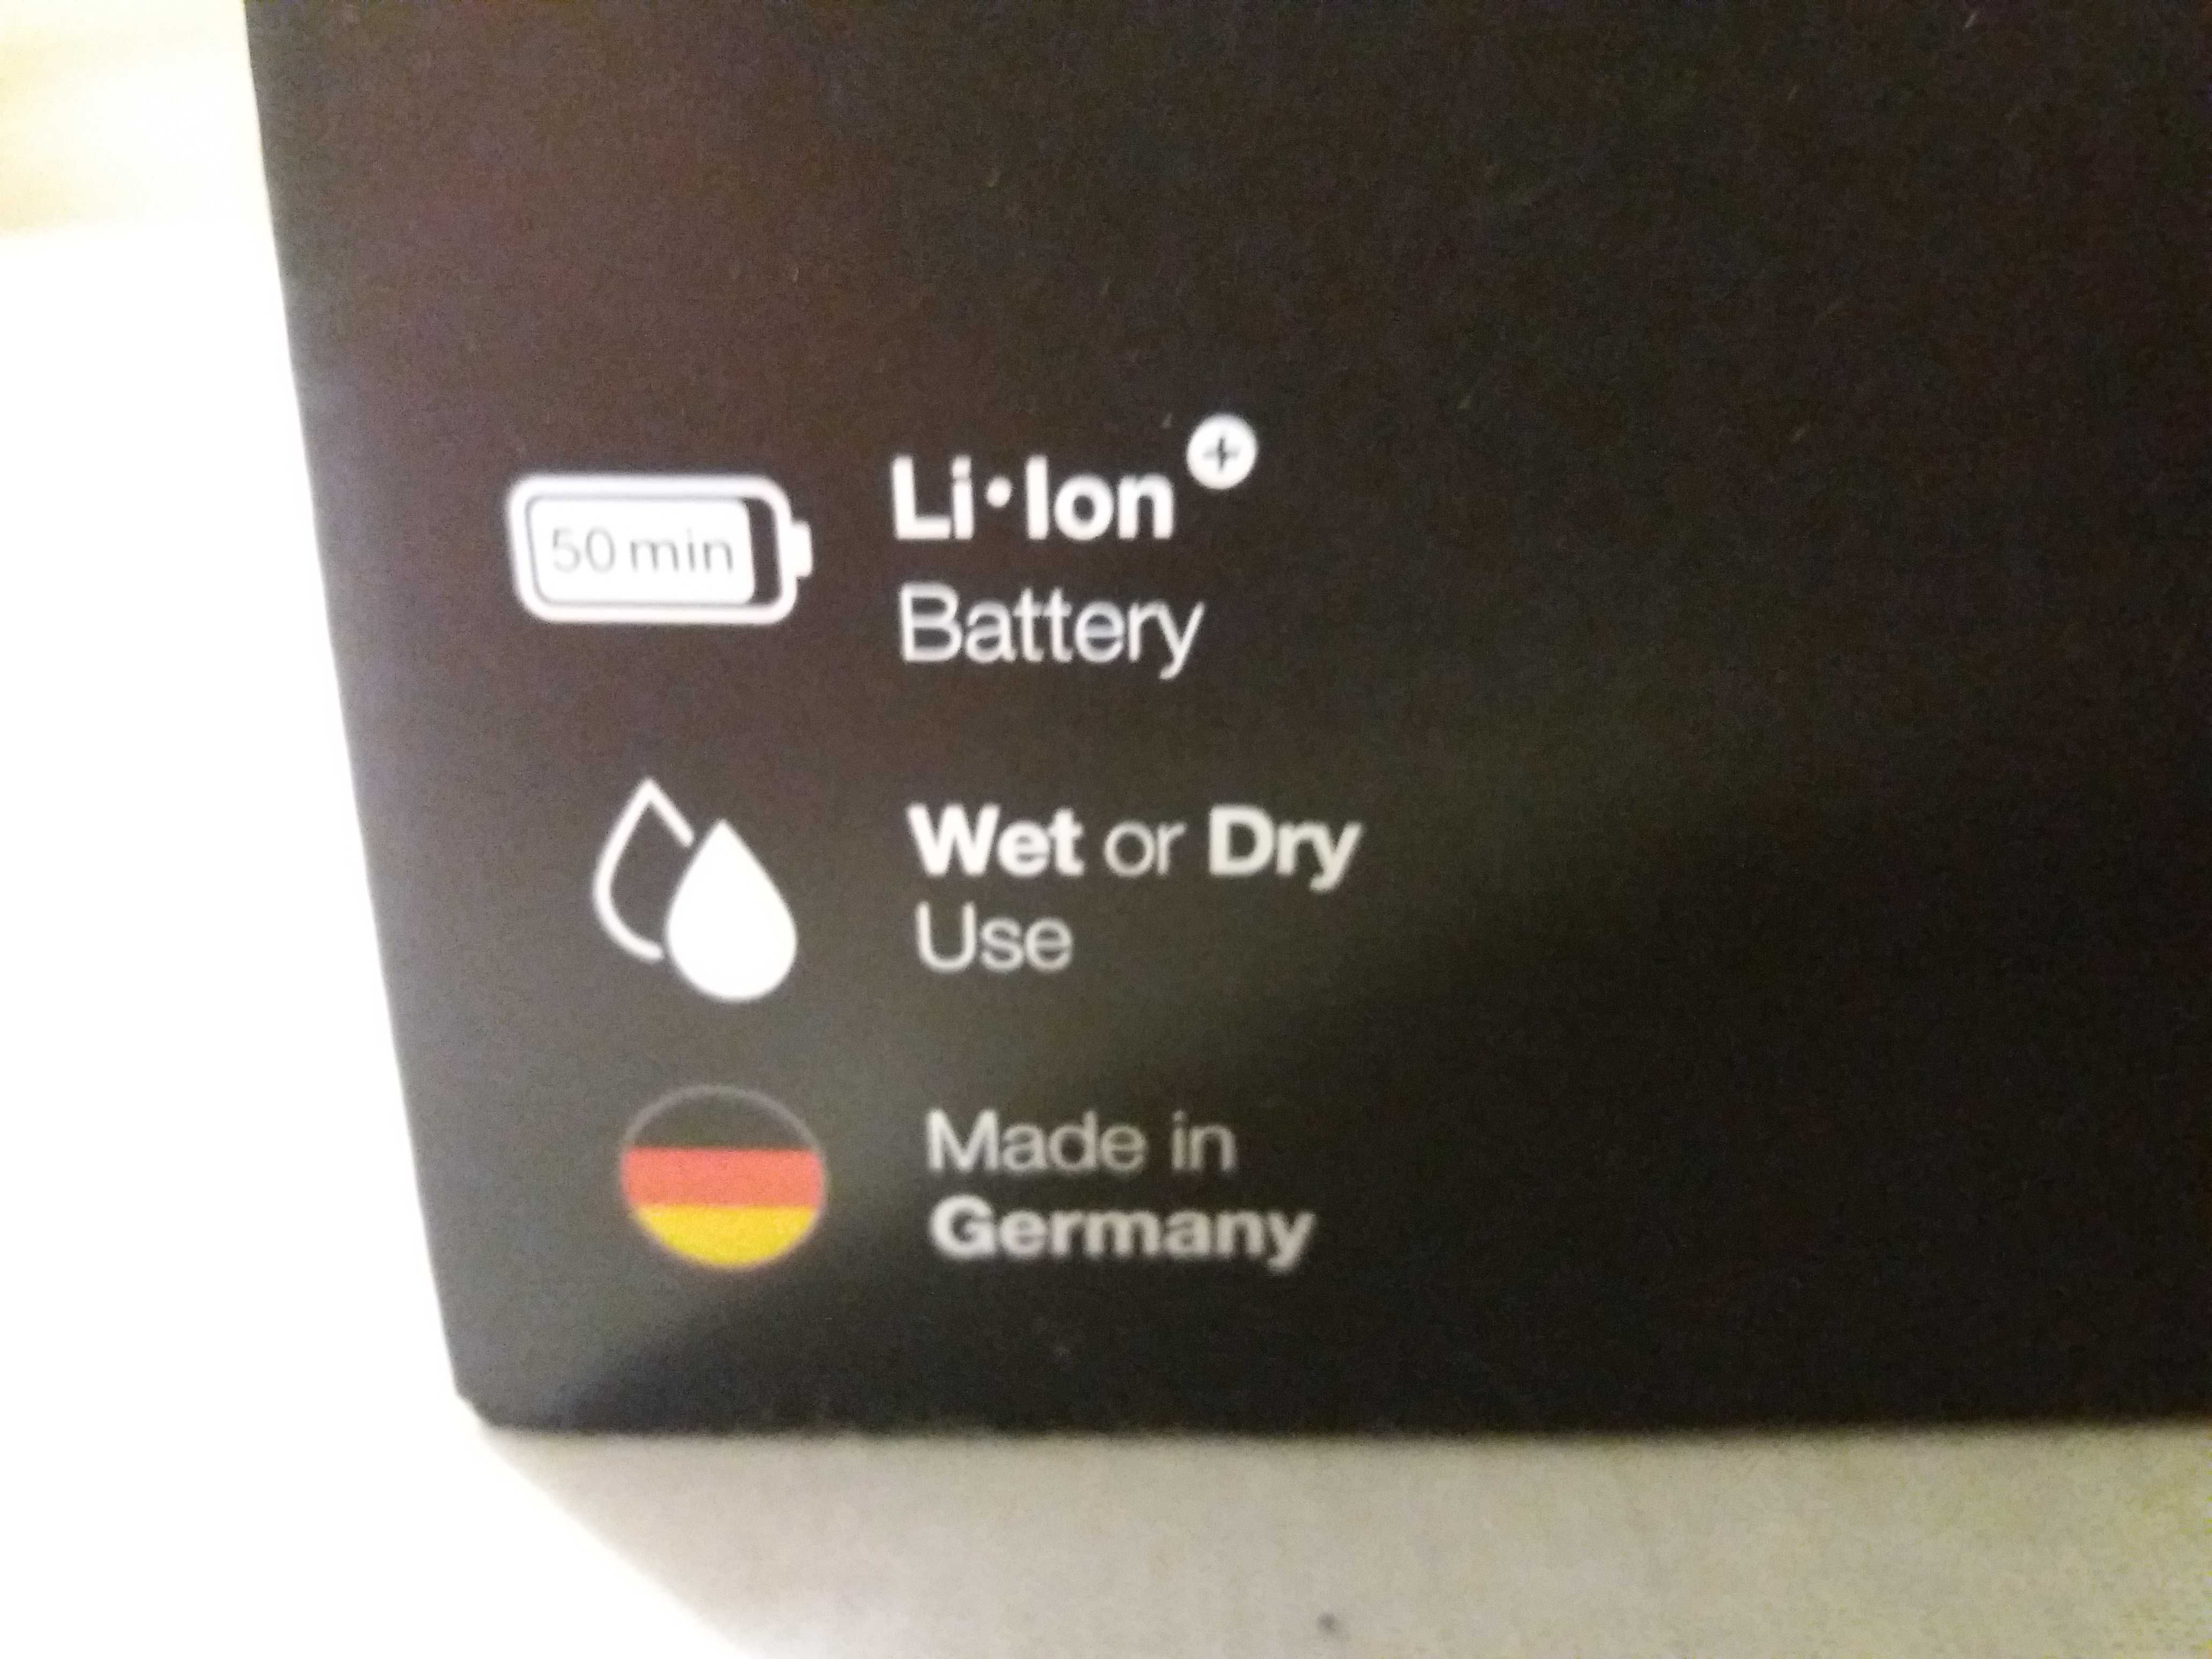 50 min
Li·Ion+
Battery
Wet or Dry
Use
Made in
Germany